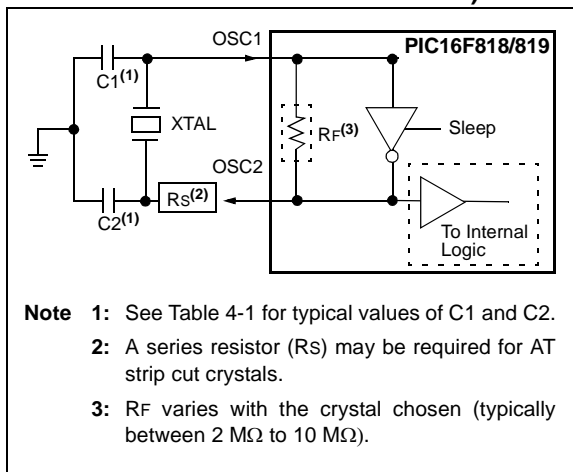 OSC1
PIC16F818/819
C1(1)
XTAL
RF(3)
Sleep
OSC2
RS(2)
C2(1)
To Internal
Logic
Note 1: See Table 4-1 for typical values of C1 and C2.
2: A series resistor (RS) may be required for AT
strip cut crystals.
3: RF varies with the crystal chosen (typically
between 2 MΩ to 10 MΩ).